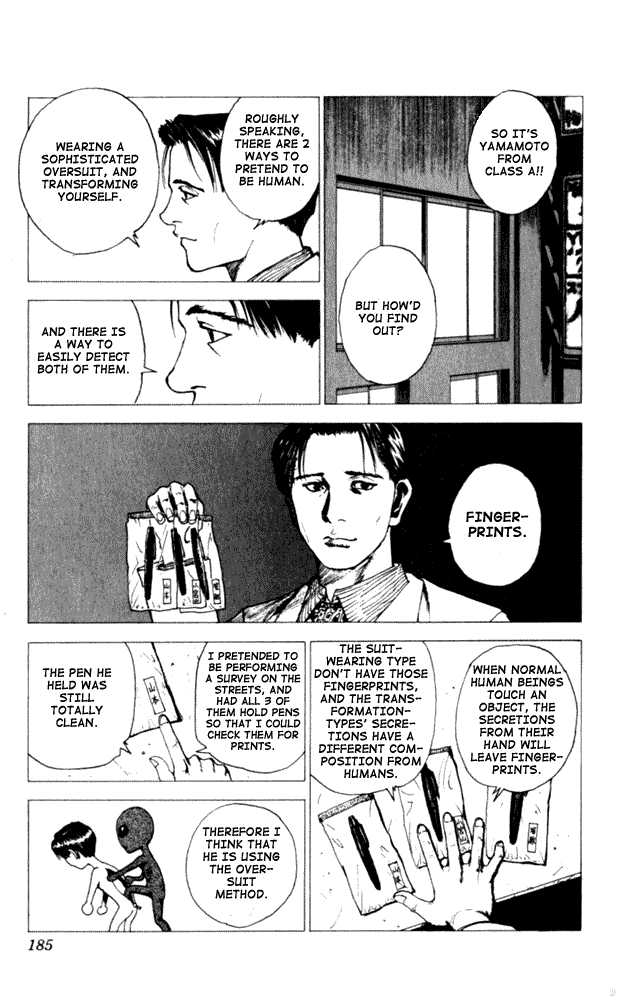 SO IT'S
YAMAMOTO
FROM
CLASS A!!
BUT HOW'D
YOU FIND
OUT?
ROUGHLY
SPEAKING,
THERE ARE 2
WAYS TO
PRETEND TO
BE HUMAN.
WEARING A
SOPHISTICATED
OVERSUIT, AND
TRANSFORMING
YOURSELF.
AND THERE IS
A WAY TO
EASILY DETECT
BOTH OF THEM.
FINGER-
PRINTS.
WHEN NORMAL
HUMAN BEINGS
TOUCH AN
OBJECT, THE
SECRETIONS
FROM THEIR
HAND WILL
LEAVE FINGER-
PRINTS.
THE SUIT-
WEARING TYPE
DON'T HAVE THOSE
FINGERPRINTS,
AND THE TRANS-
FORMATION-
TYPES' SECRE-
TIONS HAVE A
DIFFERENT COM-
POSITION FROM
HUMANS.
I PRETENDED TO
BE PERFORMING
A SURVEY ON THE
STREETS, AND
HAD ALL 3 OF
THEM HOLD PENS
SO THAT I COULD
CHECK THEM FOR
PRINTS.
THE PEN HE
HELD WAS
STILL
TOTALLY
CLEAN.
THEREFORE I
THINK THAT
HE IS USING
THE OVER-
SUIT
METHOD.
185